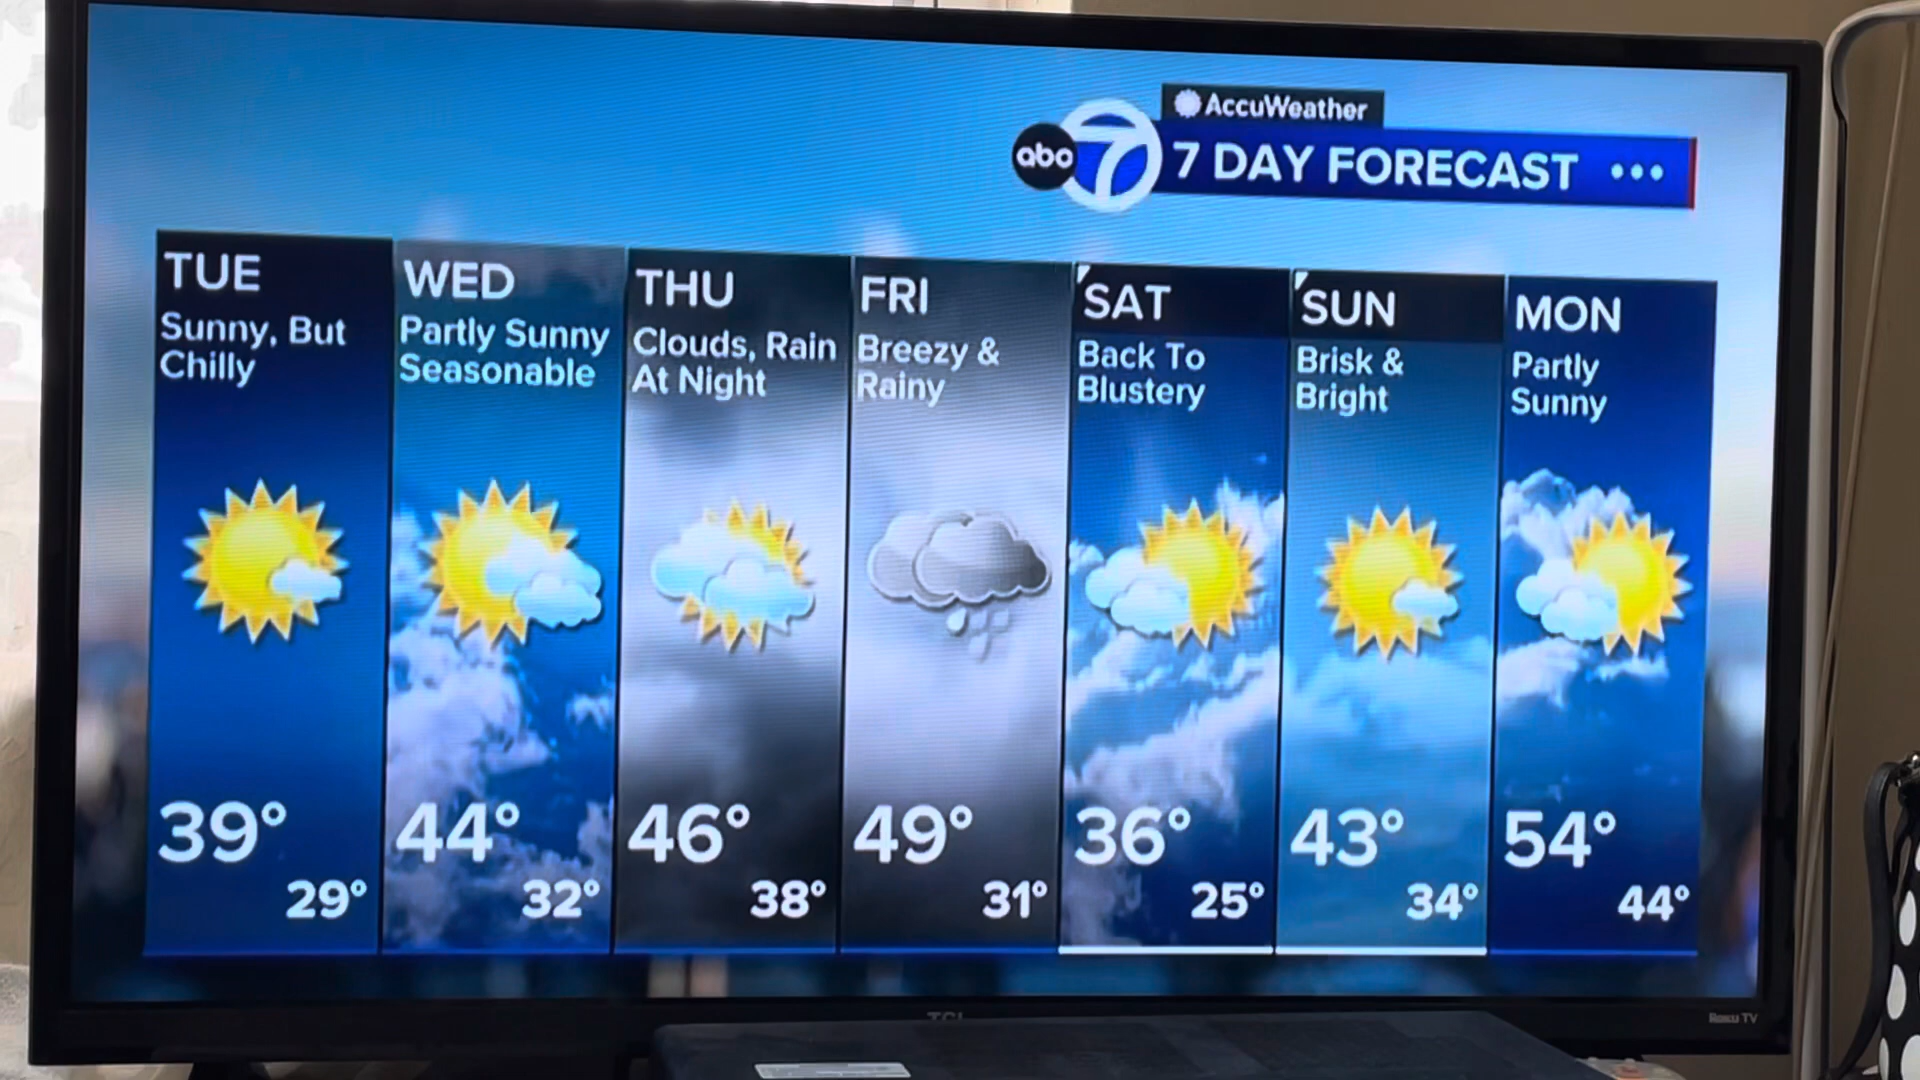 AccuWeather
abc 7 7 DAY FORECAST
TUE
Sunny, But
Chilly
39°
29°
WED
Partly Sunny
Seasonable
44°
32°
THU
Clouds, Rain
At Night
46°
38°
FRI
Breezy &
Rainy
49°
31°
SAT
Back To
Blustery
36°
25°
SUN
Brisk &
Bright
43°
34°
MON
Partly
Sunny
54°
44°
TCL
Roku TV